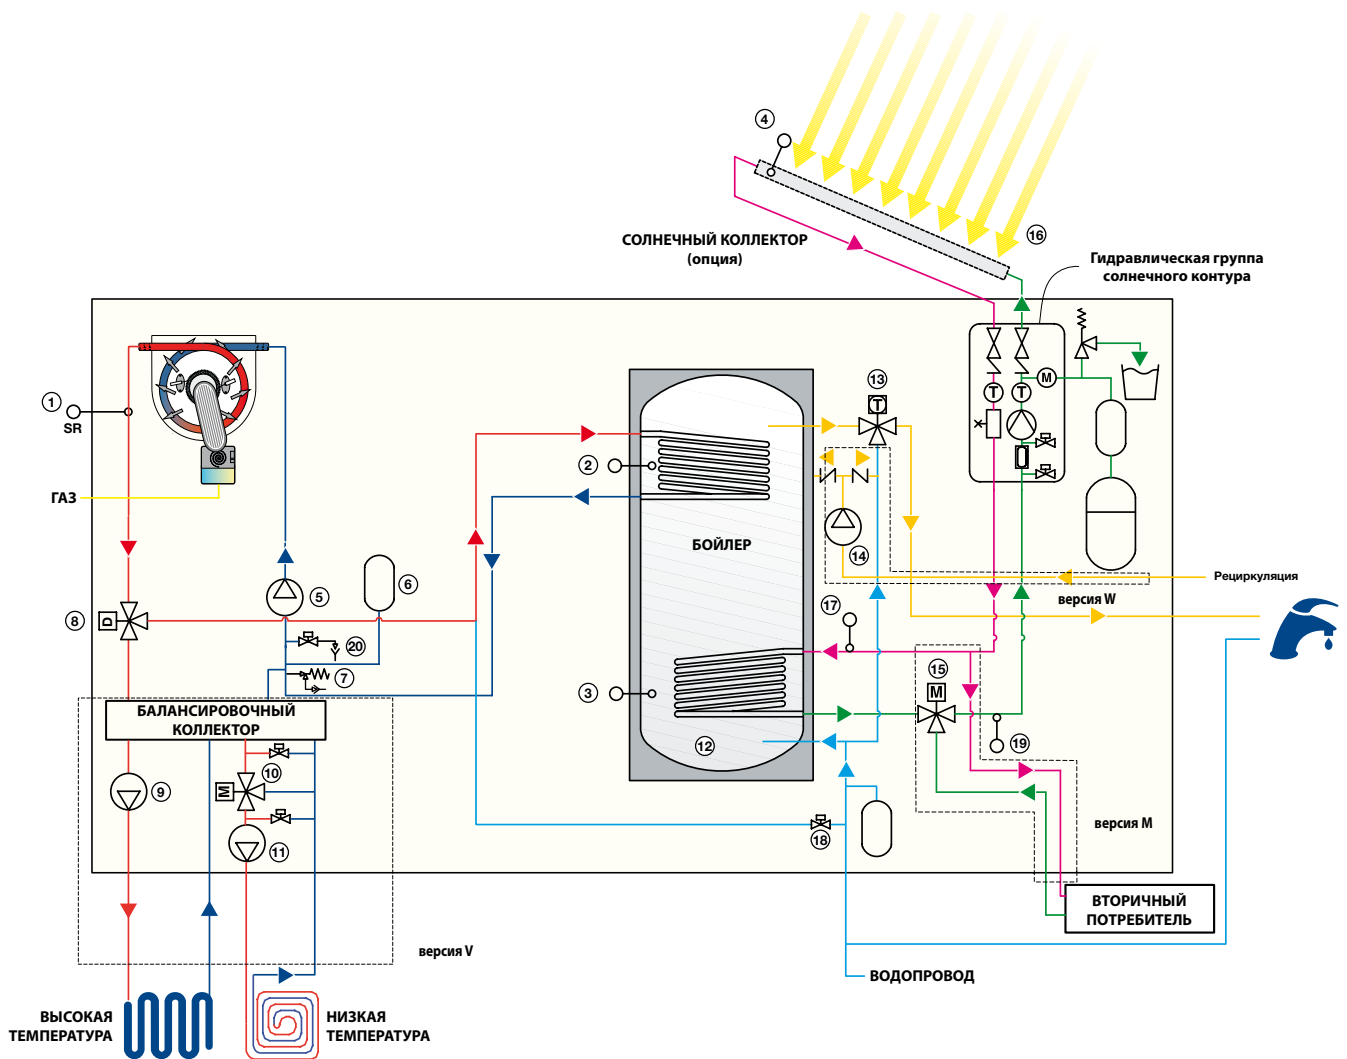 4
16
СОЛНЕЧНЫЙ КОЛЛЕКТОР
(опция)
Гидравлическая группа
солнечного контура
1
SR
ГАЗ
13
T
M
T
T
2
БОЙЛЕР
14
Рециркуляция
версия W
5
6
8
D
17
20
7
15
M
3
12
19
БАЛАНСИРОВОЧНЫЙ
КОЛЛЕКТОР
9
10
M
11
18
версия M
ВТОРИЧНЫЙ
ПОТРЕБИТЕЛЬ
версия V
ВОДОПРОВОД
ВЫСОКАЯ
ТЕМПЕРАТУРА
НИЗКАЯ
ТЕМПЕРАТУРА